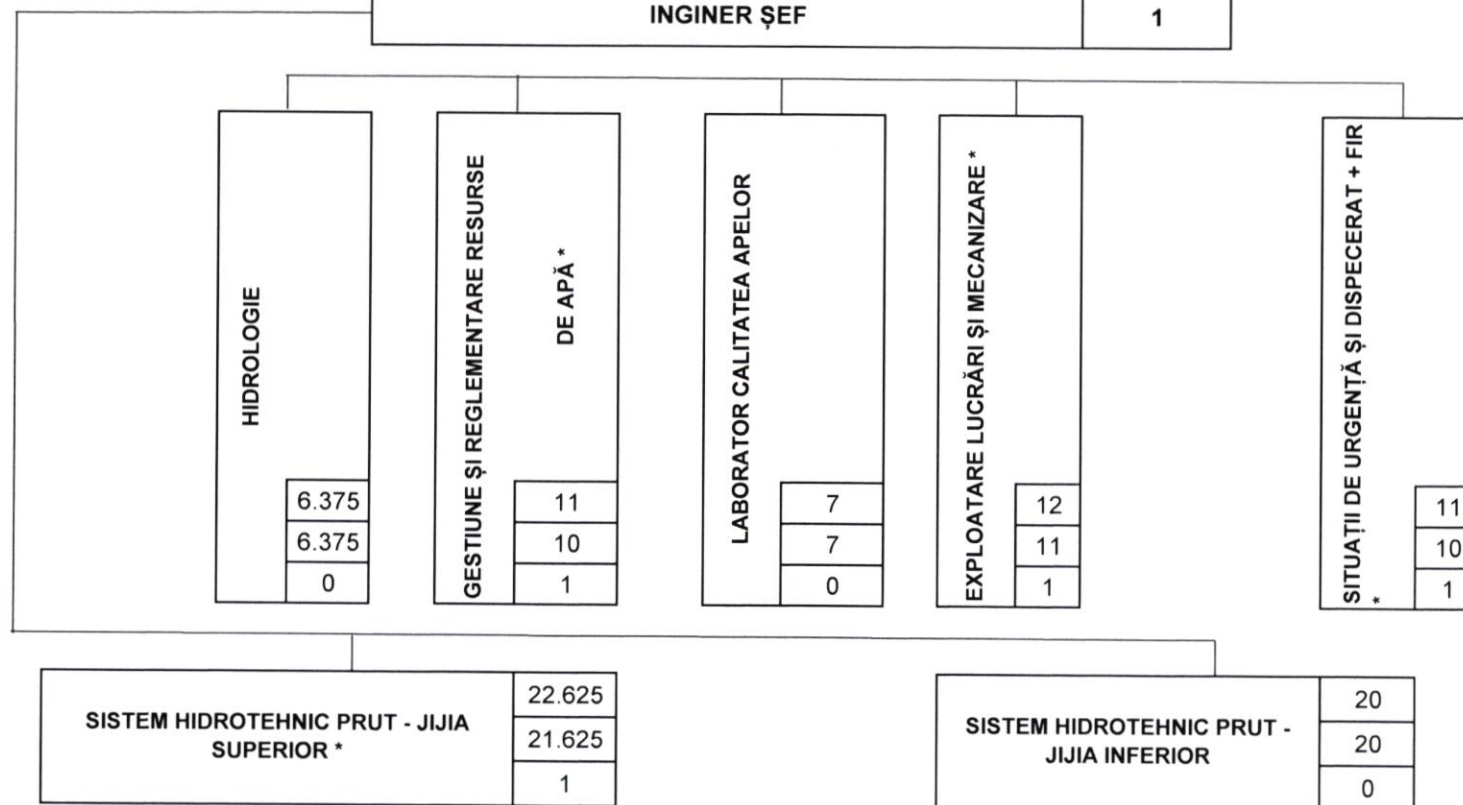 INGINER ȘEF
1
HIDROLOGIE
6.375
6.375
0
GESTIUNE ȘI REGLEMENTARE RESURSE
DE APĂ *
11
10
1
LABORATOR CALITATEA APELOR
7
7
0
EXPLOATARE LUCRĂRI ȘI MECANIZARE *
12
11
1
SITUAȚII DE URGENȚĂ ȘI DISPECERAT + FIR
*
11
10
1
SISTEM HIDROTEHNIC PRUT - JIJIA
SUPERIOR *
22.625
21.625
1
SISTEM HIDROTEHNIC PRUT -
JIJIA INFERIOR
20
20
0